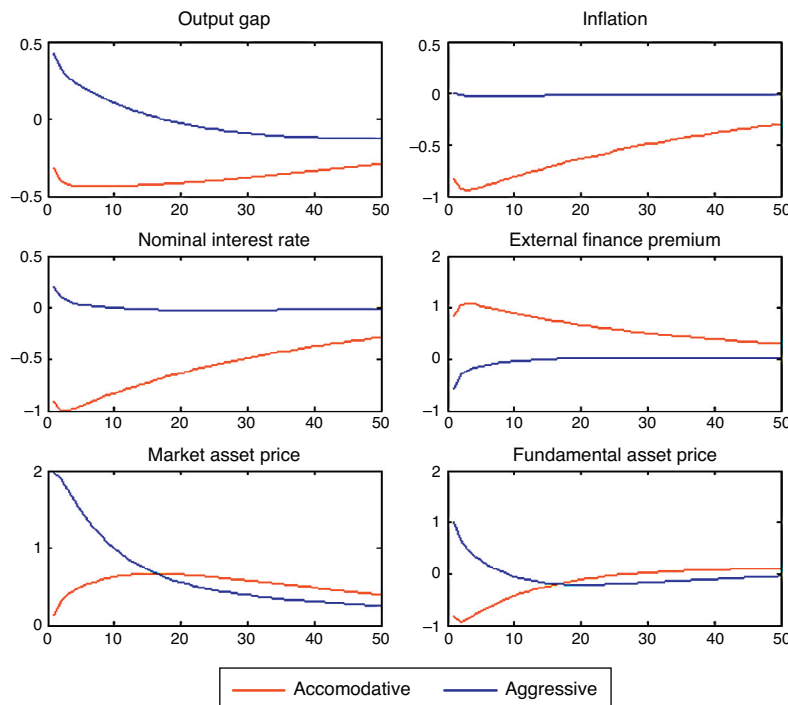 Output gap
0.5
0
−0.5
0 10 20 30 40 50
Inflation
0.5
0
−0.5
−1
0 10 20 30 40 50
Nominal interest rate
0.5
0
−0.5
−1
0 10 20 30 40 50
External finance premium
2
1
0
−1
0 10 20 30 40 50
Market asset price
2
1
0
0 10 20 30 40 50
Fundamental asset price
2
1
0
−1
0 10 20 30 40 50
Accomodative Aggressive